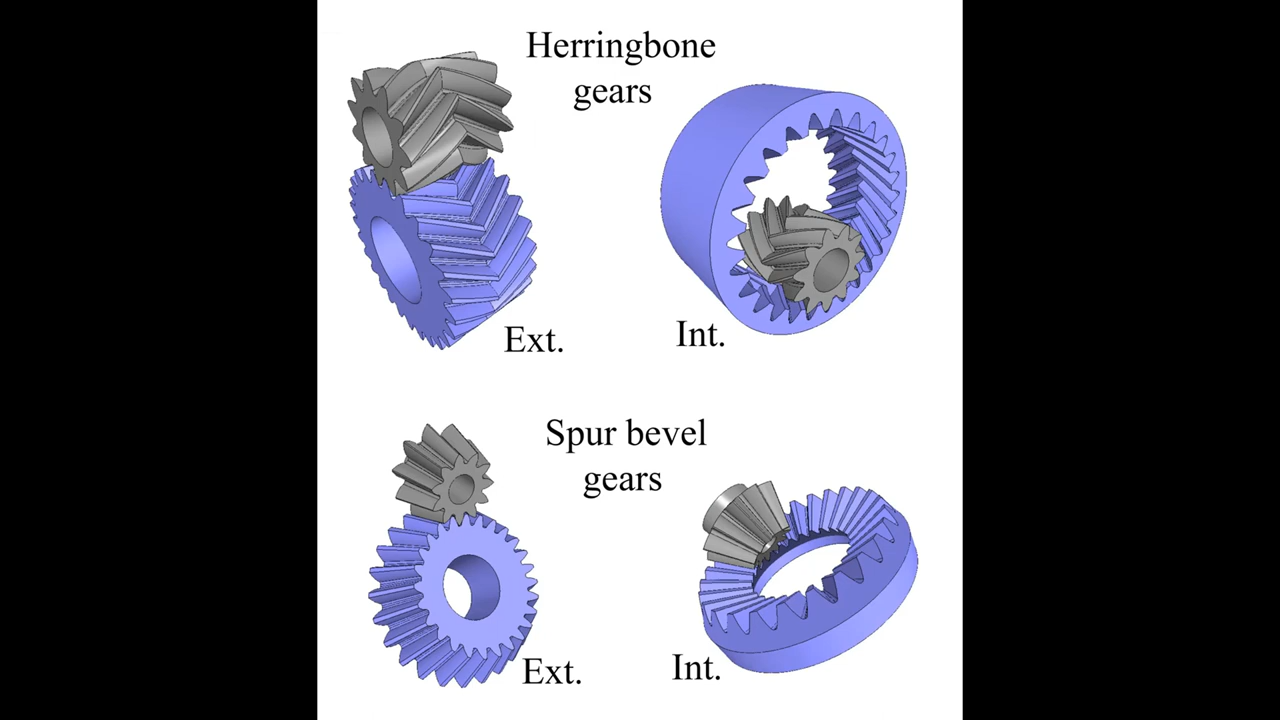 Herringbone
gears
Ext.
Int.
Spur bevel
gears
Ext.
Int.